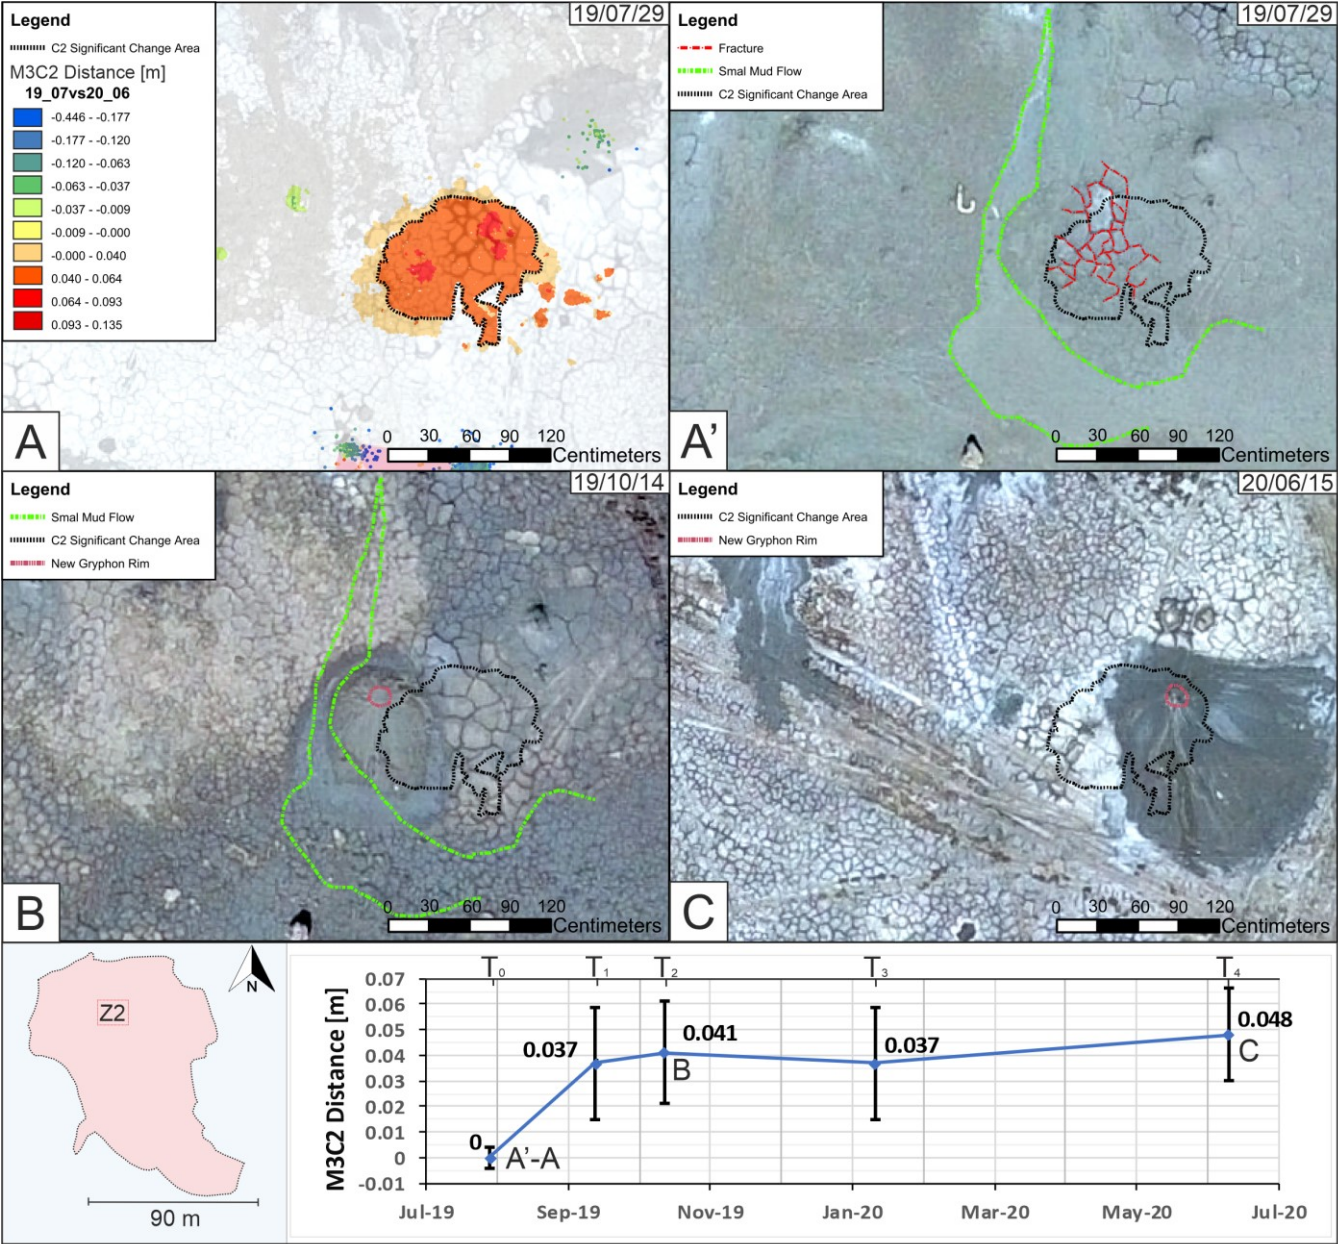 Legend
C2 Significant Change Area
M3C2 Distance [m]
19_07vs20_06
-0.446 - -0.177
-0.177 - -0.120
-0.120 - -0.063
-0.063 - -0.037
-0.037 - -0.009
-0.009 - -0.000
-0.000 - 0.040
0.040 - 0.064
0.064 - 0.093
0.093 - 0.135
19/07/29
A
0 30 60 90 120
Centimeters
Legend
Fracture
Smal Mud Flow
C2 Significant Change Area
19/07/29
A'
0 30 60 90 120
Centimeters
Legend
Smal Mud Flow
C2 Significant Change Area
New Gryphon Rim
19/10/14
B
0 30 60 90 120
Centimeters
Legend
C2 Significant Change Area
New Gryphon Rim
20/06/15
C
0 30 60 90 120
Centimeters
Z2
N
90 m
M3C2 Distance [m]
T0 T1 T2 T3 T4
0.07
0.06
0.05
0.04
0.03
0.02
0.01
0
-0.01
0
A'-A
0.037
0.041
B
0.037
0.048
C
Jul-19 Sep-19 Nov-19 Jan-20 Mar-20 May-20 Jul-20